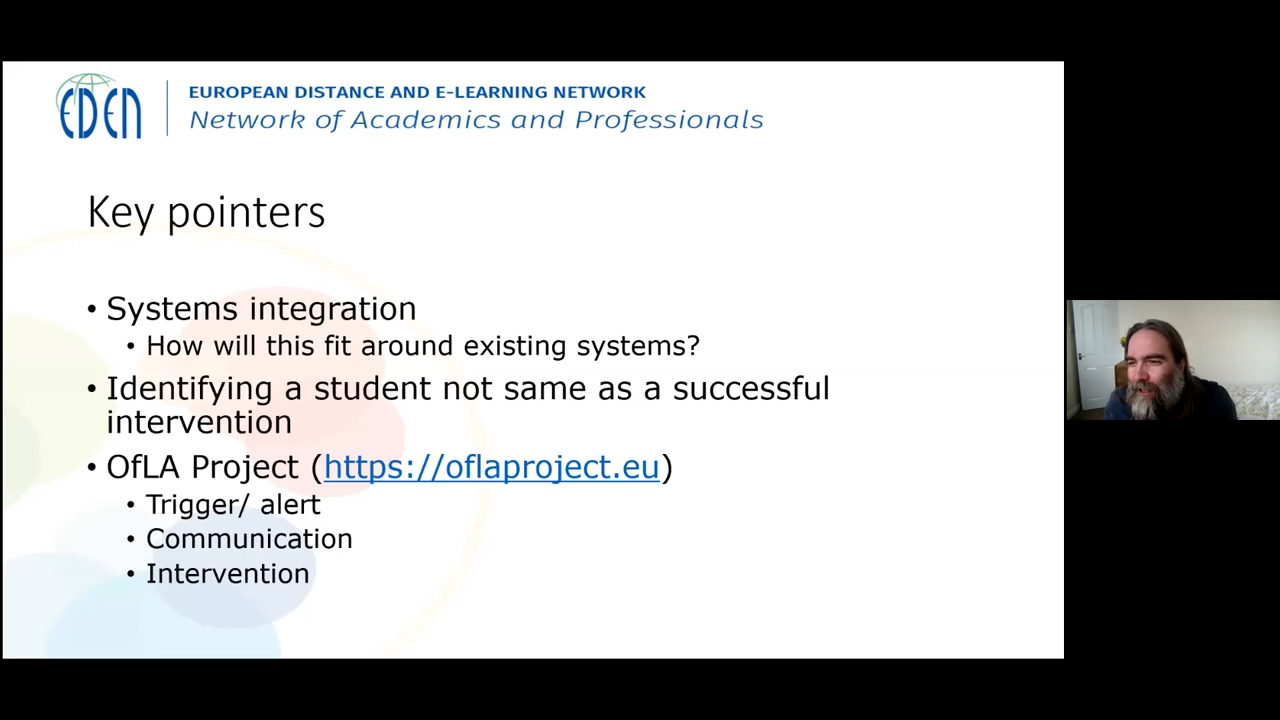 EDEN
EUROPEAN DISTANCE AND E-LEARNING NETWORK
Network of Academics and Professionals
Key pointers
• Systems integration
• How will this fit around existing systems?
• Identifying a student not same as a successful
intervention
• OfLA Project (https://oflaproject.eu)
• Trigger/ alert
• Communication
• Intervention